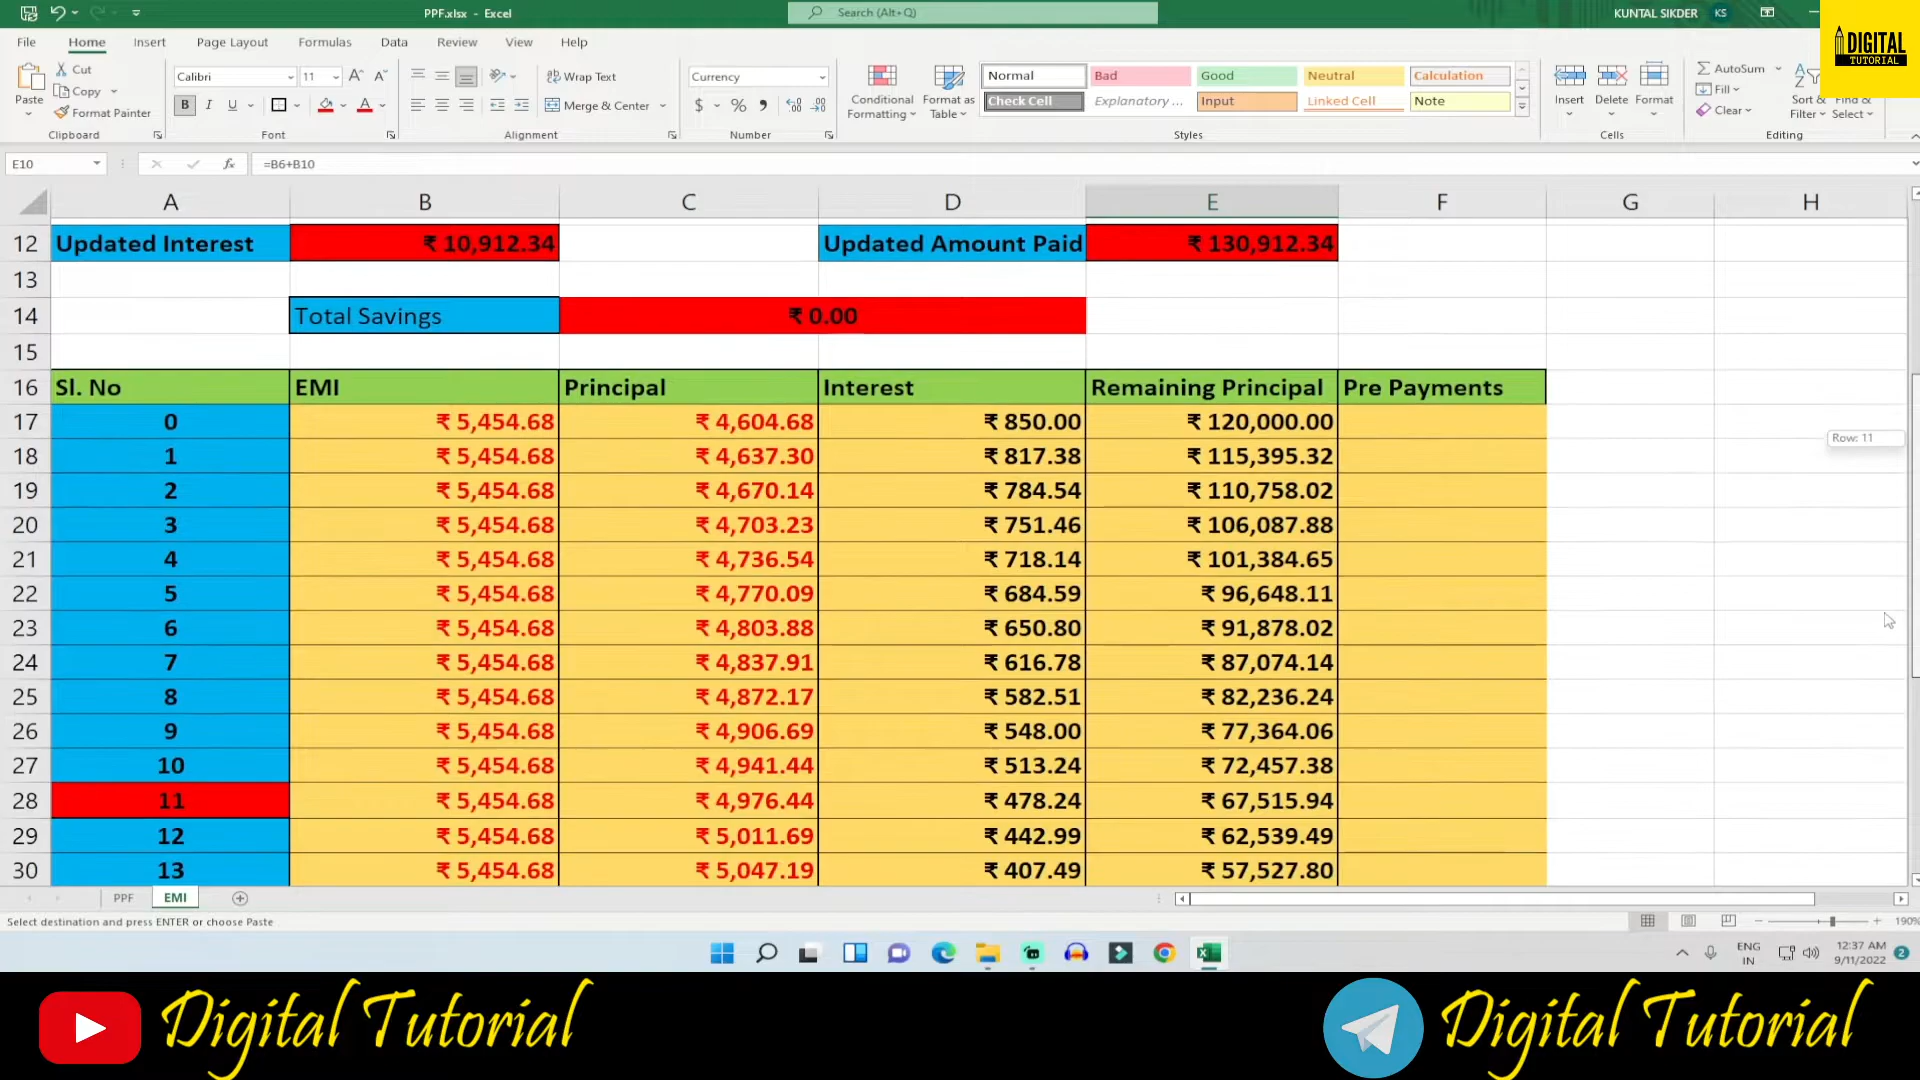 PPF.xlsx - Excel
Search (Alt+Q)
KUNTAL SIKDER KS
DIGITAL
TUTORIAL
File Home Insert Page Layout Formulas Data Review View Help
Paste
Cut
Copy
Format Painter
Clipboard
Calibri 11
B I U
Font
Wrap Text
Merge & Center
Alignment
Currency
$ % ,
Number
Conditional
Formatting
Format as
Table
Normal Bad Good Neutral Calculation
Check Cell Explanatory ... Input Linked Cell Note
Styles
Insert Delete Format
Cells
AutoSum
Fill
Clear
Sort &
Filter
Find &
Select
Editing
E10 fx =B6+B10
A B C D E F G H
12 Updated Interest ₹ 10,912.34 Updated Amount Paid ₹ 130,912.34
13
14 Total Savings ₹ 0.00
15
16 Sl. No EMI Principal Interest Remaining Principal Pre Payments
17 0 ₹ 5,454.68 ₹ 4,604.68 ₹ 850.00 ₹ 120,000.00
18 1 ₹ 5,454.68 ₹ 4,637.30 ₹ 817.38 ₹ 115,395.32
19 2 ₹ 5,454.68 ₹ 4,670.14 ₹ 784.54 ₹ 110,758.02
20 3 ₹ 5,454.68 ₹ 4,703.23 ₹ 751.46 ₹ 106,087.88
21 4 ₹ 5,454.68 ₹ 4,736.54 ₹ 718.14 ₹ 101,384.65
22 5 ₹ 5,454.68 ₹ 4,770.09 ₹ 684.59 ₹ 96,648.11
23 6 ₹ 5,454.68 ₹ 4,803.88 ₹ 650.80 ₹ 91,878.02
24 7 ₹ 5,454.68 ₹ 4,837.91 ₹ 616.78 ₹ 87,074.14
25 8 ₹ 5,454.68 ₹ 4,872.17 ₹ 582.51 ₹ 82,236.24
26 9 ₹ 5,454.68 ₹ 4,906.69 ₹ 548.00 ₹ 77,364.06
27 10 ₹ 5,454.68 ₹ 4,941.44 ₹ 513.24 ₹ 72,457.38
28 11 ₹ 5,454.68 ₹ 4,976.44 ₹ 478.24 ₹ 67,515.94
29 12 ₹ 5,454.68 ₹ 5,011.69 ₹ 442.99 ₹ 62,539.49
30 13 ₹ 5,454.68 ₹ 5,047.19 ₹ 407.49 ₹ 57,527.80
Row: 11
PPF EMI
Select destination and press ENTER or choose Paste
190%
ENG
IN
12:37 AM
9/11/2022
2
Digital Tutorial
Digital Tutorial